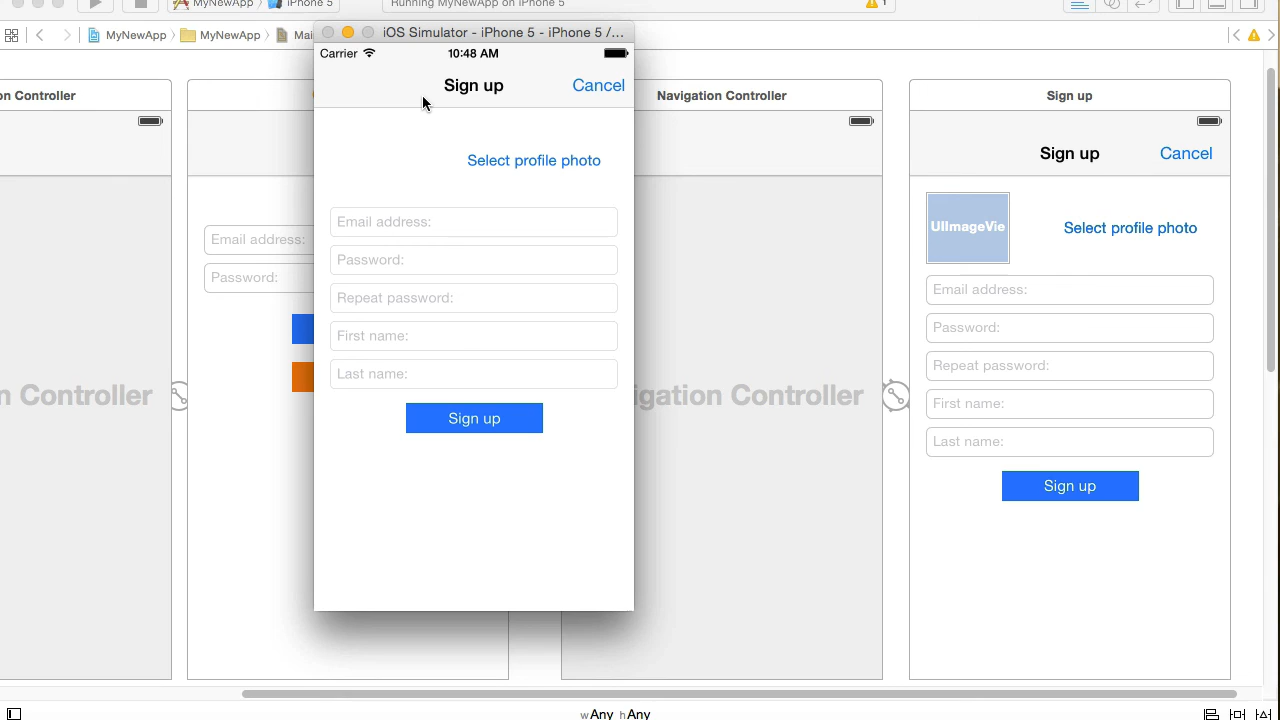 MyNewApp
iPhone 5
Running MyNewApp on iPhone 5
1
MyNewApp
MyNewApp
Mai
iOS Simulator - iPhone 5 - iPhone 5 /...
Carrier
10:48 AM
Sign up
Cancel
Select profile photo
Email address:
Password:
Repeat password:
First name:
Last name:
Sign up
n Controller
n Controller
Email address:
Password:
Navigation Controller
igation Controller
Sign up
Sign up
Cancel
UIImageVie
Select profile photo
Email address:
Password:
Repeat password:
First name:
Last name:
Sign up
wAny hAny